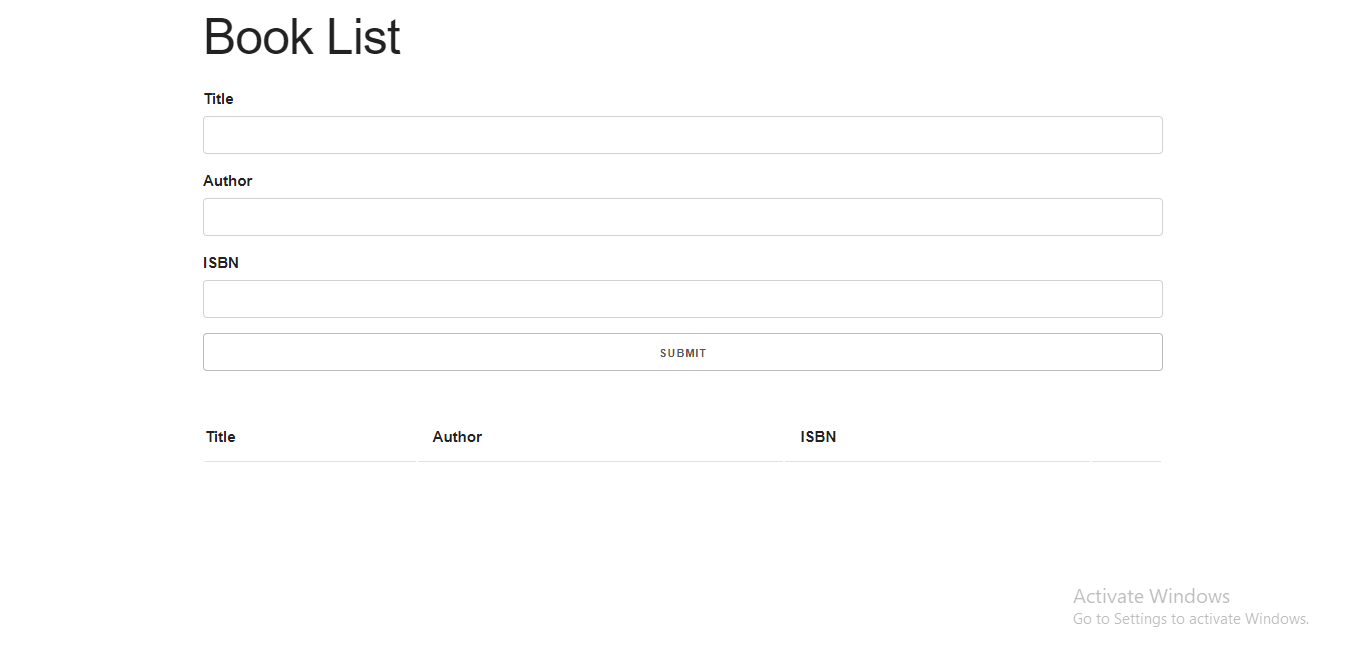 Book List
Title
Author
ISBN
SUBMIT
Title Author ISBN
Activate Windows
Go to Settings to activate Windows.